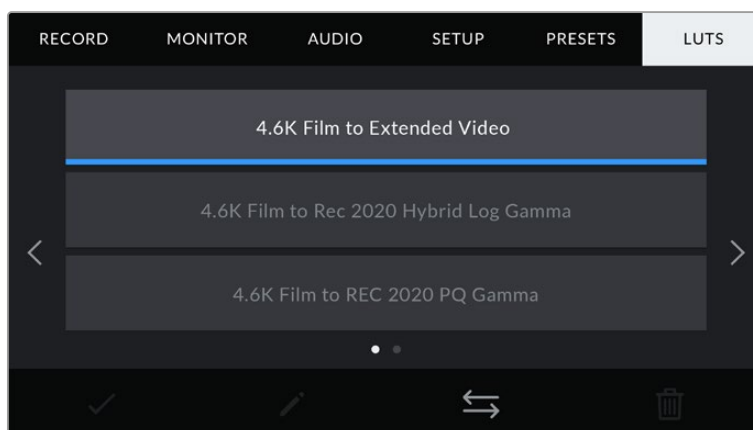 RECORD MONITOR AUDIO SETUP PRESETS LUTS
4.6K Film to Extended Video
4.6K Film to Rec 2020 Hybrid Log Gamma
4.6K Film to REC 2020 PQ Gamma